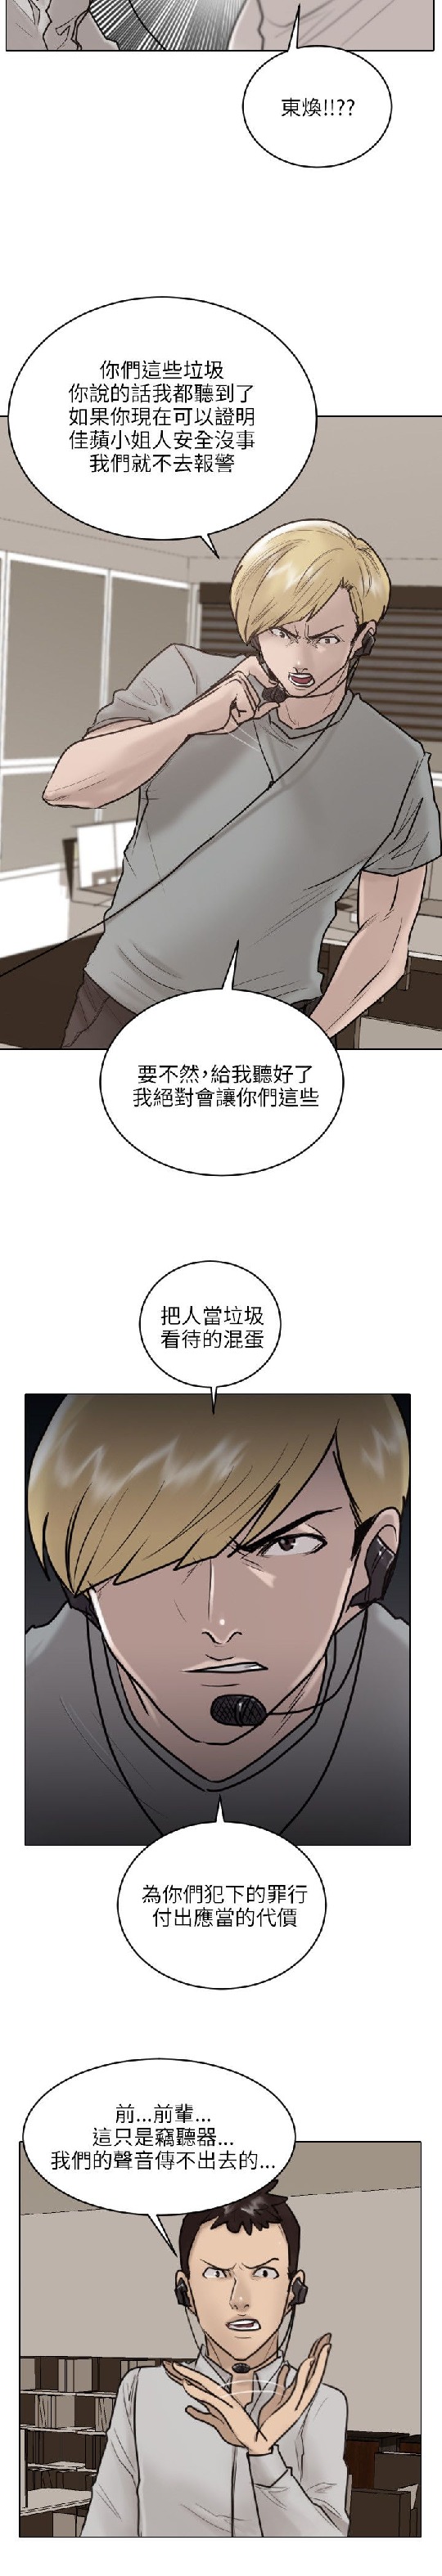 東煥!!??
你們這些垃圾
你說的話我都聽到了
如果你現在可以證明
佳蘋小姐人安全沒事
我們就不去報警
要不然，給我聽好了
我絕對會讓你們這些
把人當垃圾
看待的混蛋
為你們犯下的罪行
付出應當的代價
前...前輩...
這只是竊聽器...
我們的聲音傳不出去的...